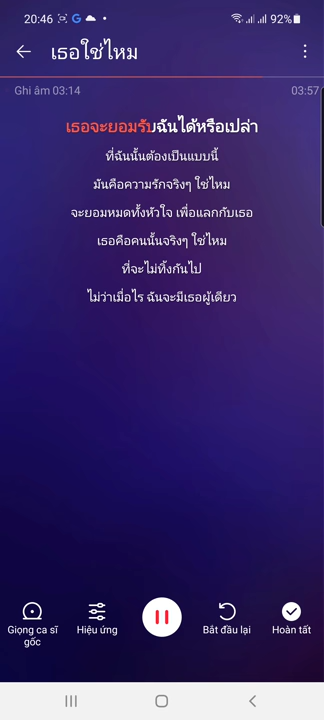 20:46 92%
เธอใช่ไหม
Ghi âm 03:14 03:57
เธอจะยอมรับฉันได้หรือเปล่า
ที่ฉันนั้นต้องเป็นแบบนี้
มันคือความรักจริงๆ ใช่ไหม
จะยอมหมดทั้งหัวใจ เพื่อแลกกับเธอ
เธอคือคนนั้นจริงๆ ใช่ไหม
ที่จะไม่ทิ้งกันไป
ไม่ว่าเมื่อไร ฉันจะมีเธอผู้เดียว
Giọng ca sĩ gốc
Hiệu ứng
Bắt đầu lại
Hoàn tất